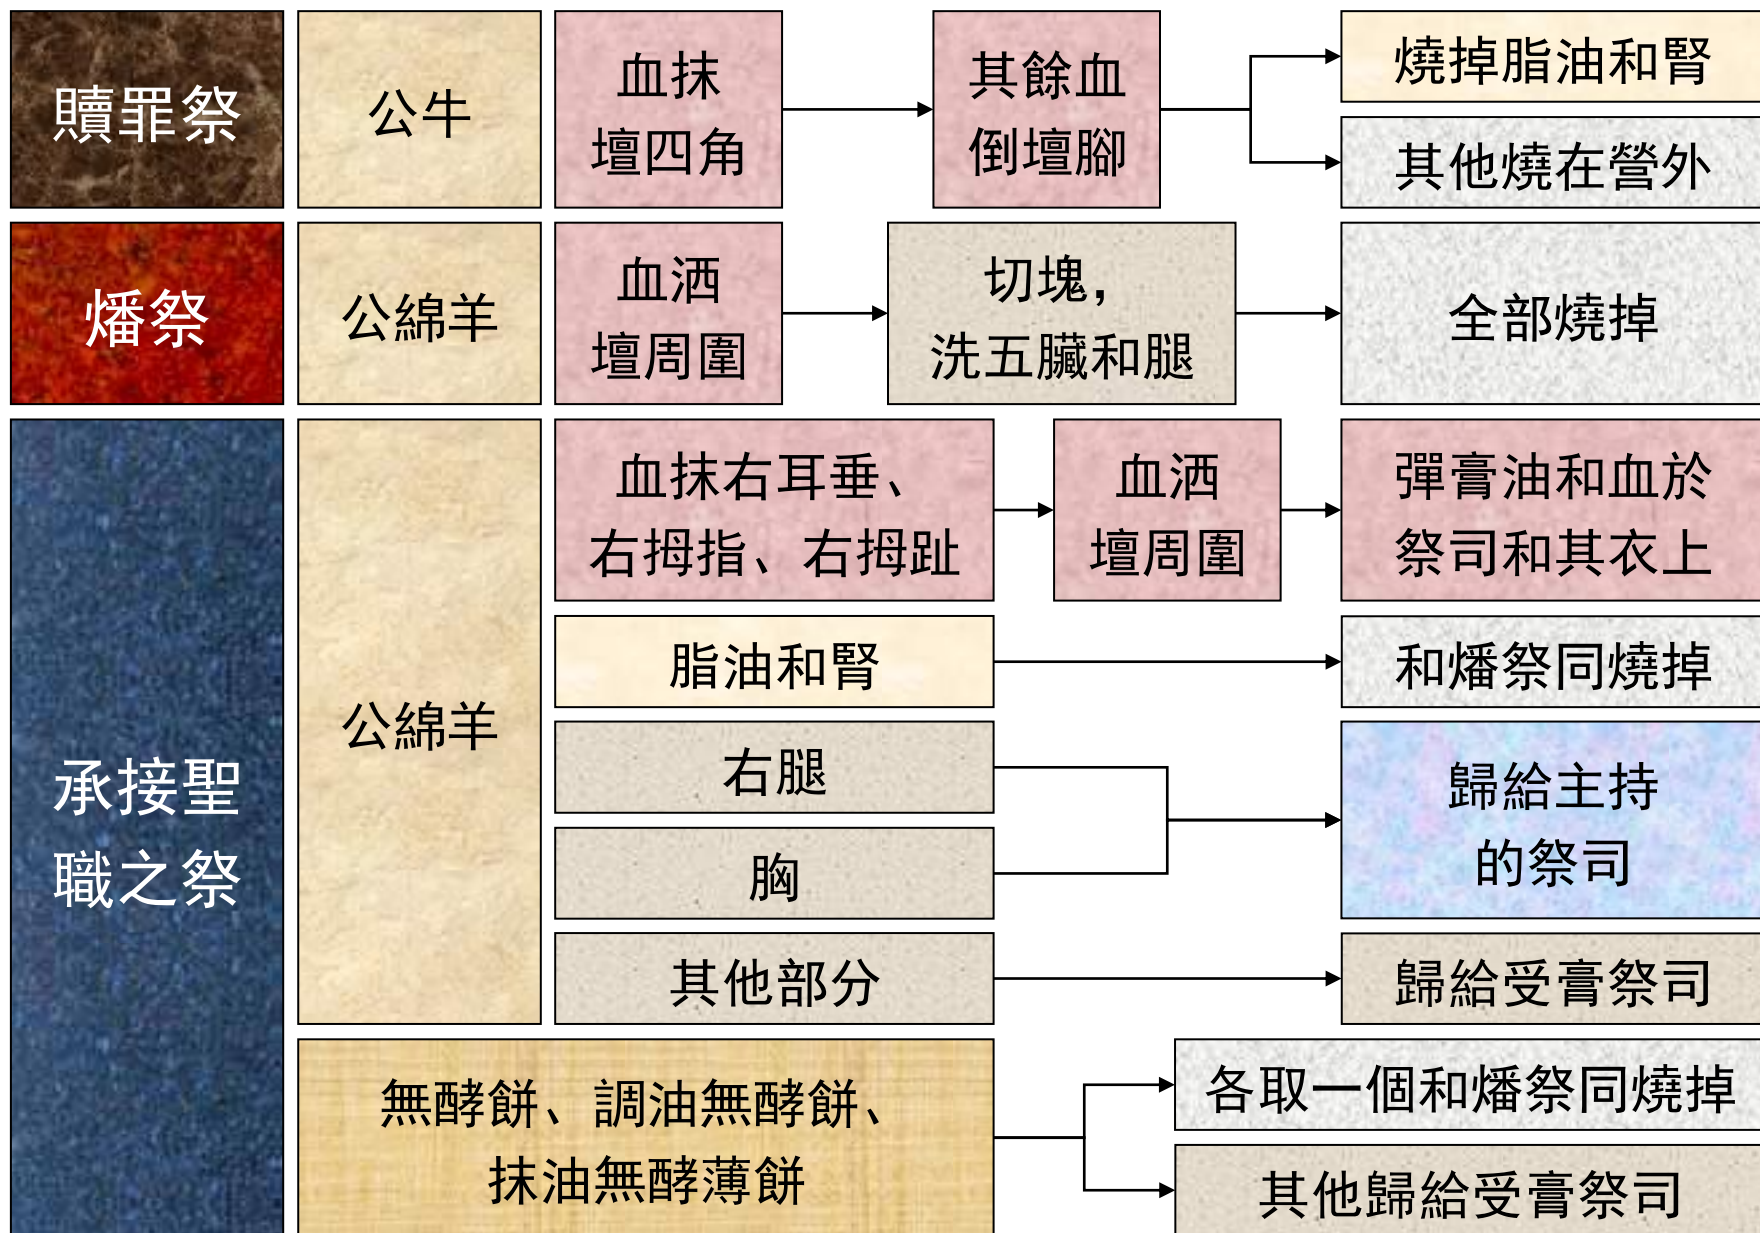 贖罪祭
公牛
血抹
壇四角
其餘血
倒壇腳
燒掉脂油和腎
其他燒在營外
燔祭
公綿羊
血洒
壇周圍
切塊，
洗五臟和腿
全部燒掉
承接聖
職之祭
公綿羊
血抹右耳垂、
右拇指、右拇趾
血洒
壇周圍
彈膏油和血於
祭司和其衣上
脂油和腎
和燔祭同燒掉
右腿
胸
歸給主持
的祭司
其他部分
歸給受膏祭司
無酵餅、調油無酵餅、
抹油無酵薄餅
各取一個和燔祭同燒掉
其他歸給受膏祭司